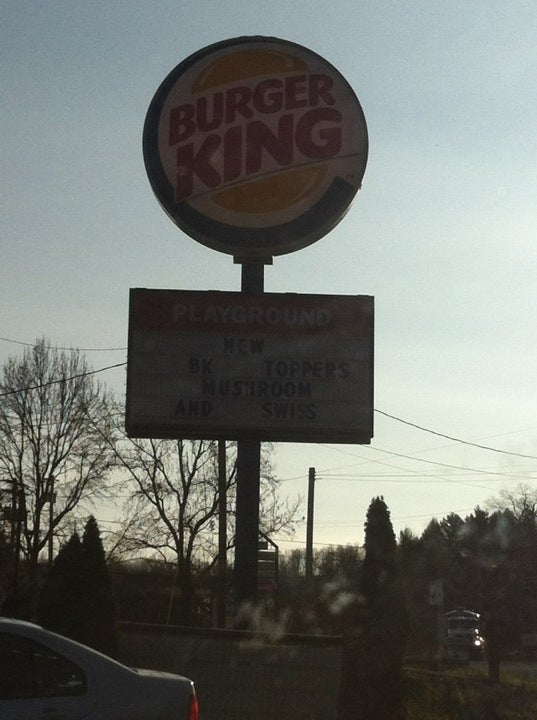 BURGER
KING
PLAYGROUND
NEW
BK TOPPERS
MUSHROOM
AND SWISS